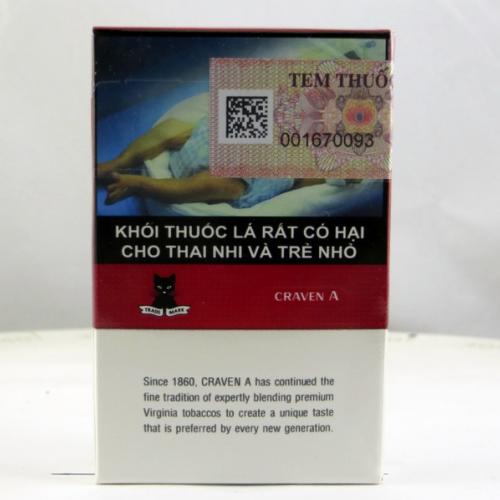 TEM THUỐ
001670093
KHÓI THUỐC LÁ RẤT CÓ HẠI
CHO THAI NHI VÀ TRẺ NHỎ
CRAVEN A
TRADE MARK
Since 1860, CRAVEN A has continued the
fine tradition of expertly blending premium
Virginia tobaccos to create a unique taste
that is preferred by every new generation.